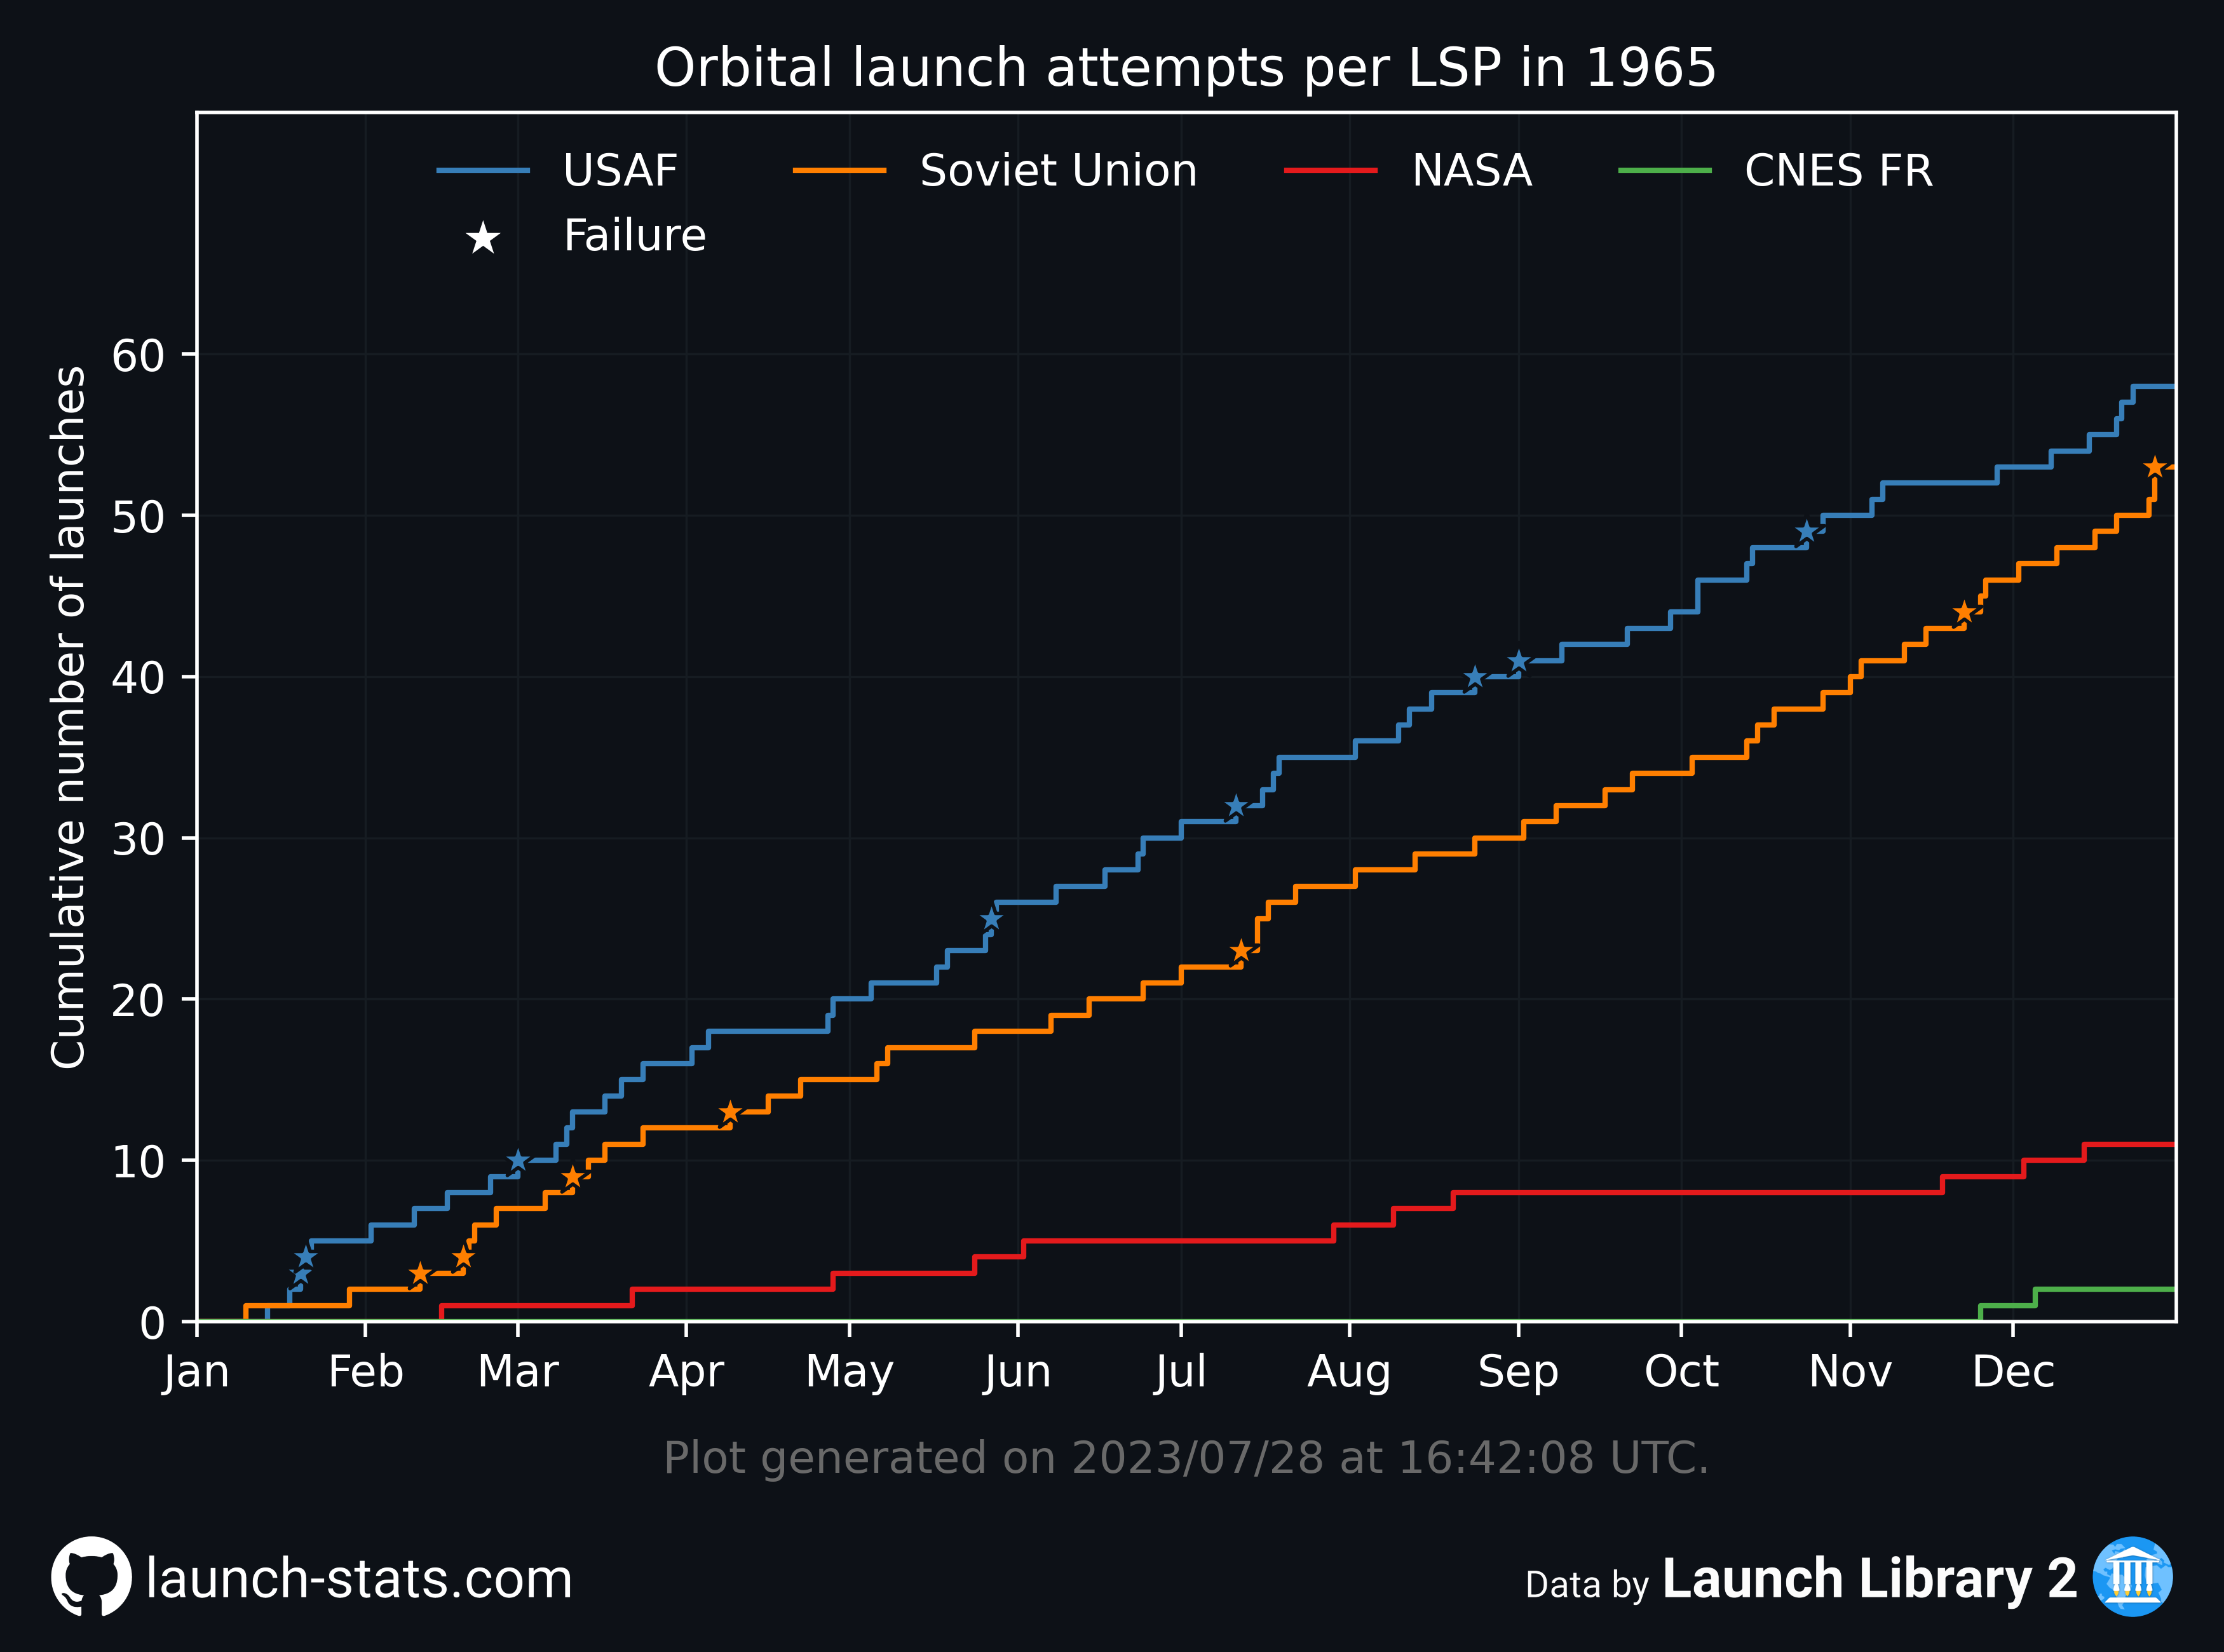 Orbital launch attempts per LSP in 1965
USAF Soviet Union NASA CNES FR
Failure
Cumulative number of launches
60
50
40
30
20
10
0
Jan Feb Mar Apr May Jun Jul Aug Sep Oct Nov Dec
Plot generated on 2023/07/28 at 16:42:08 UTC.
launch-stats.com
Data by Launch Library 2